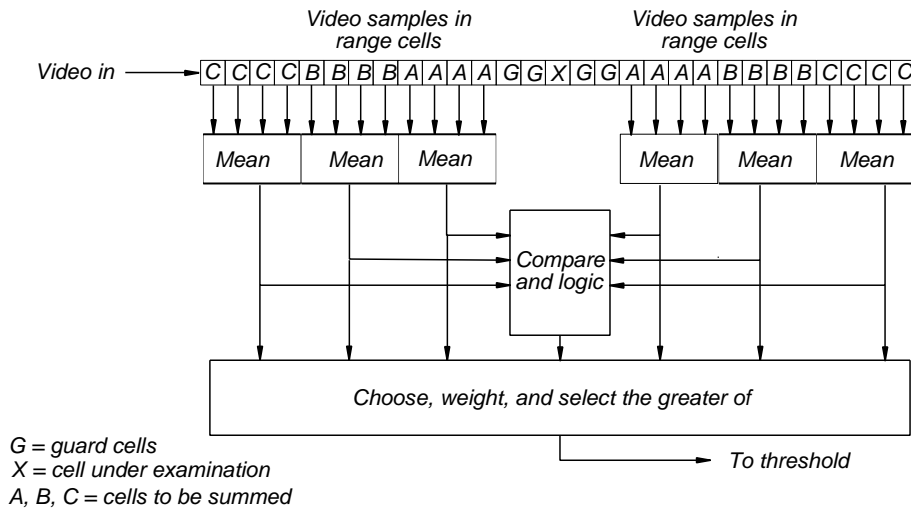 Video samples in
range cells
Video samples in
range cells
Video in
C C C C B B B B A A A A G G X G G A A A A B B B B C C C C
Mean Mean Mean Mean Mean Mean
Compare
and logic
Choose, weight, and select the greater of
G = guard cells
X = cell under examination
A, B, C = cells to be summed
To threshold